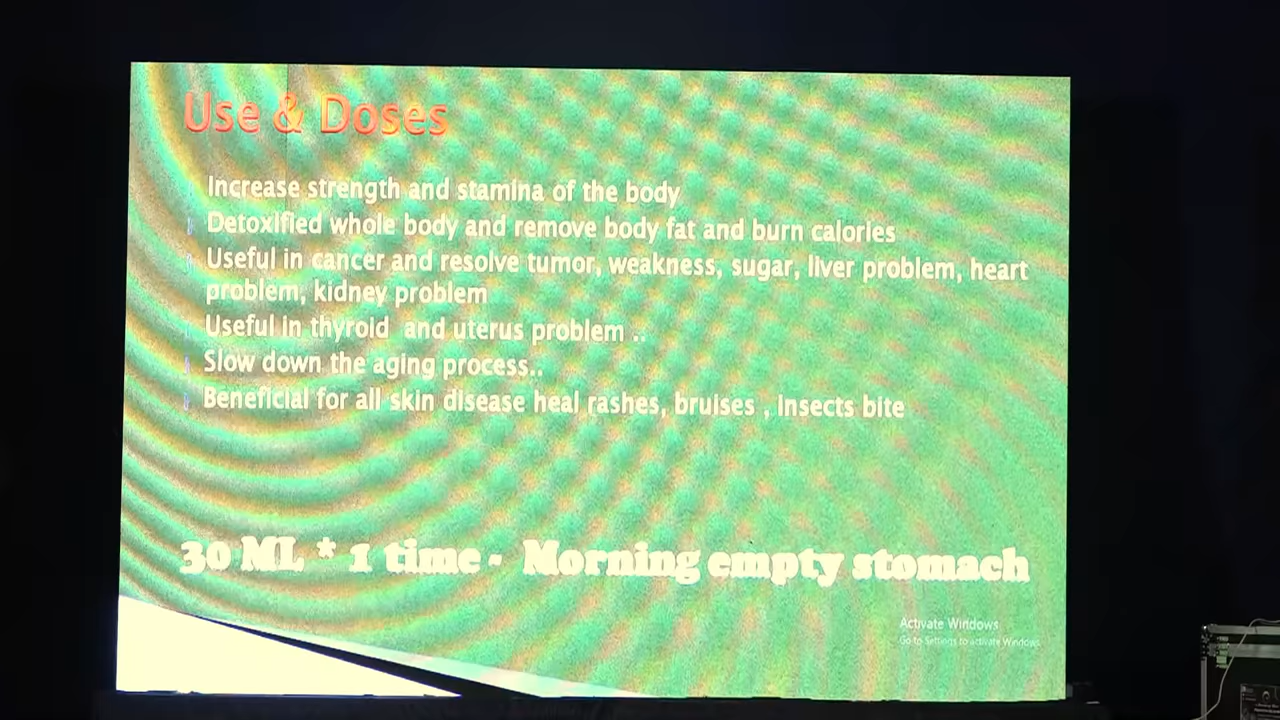 Use & Doses
Increase strength and stamina of the body
Detoxified whole body and remove body fat and burn calories
Useful in cancer and resolve tumor, weakness, sugar, liver problem, heart
problem, kidney problem
Useful in thyroid and uterus problem ..
Slow down the aging process..
Beneficial for all skin disease heal rashes, bruises , insects bite
30 ML * 1 time - Morning empty stomach
Activate Windows
Go to Settings to activate Windows.